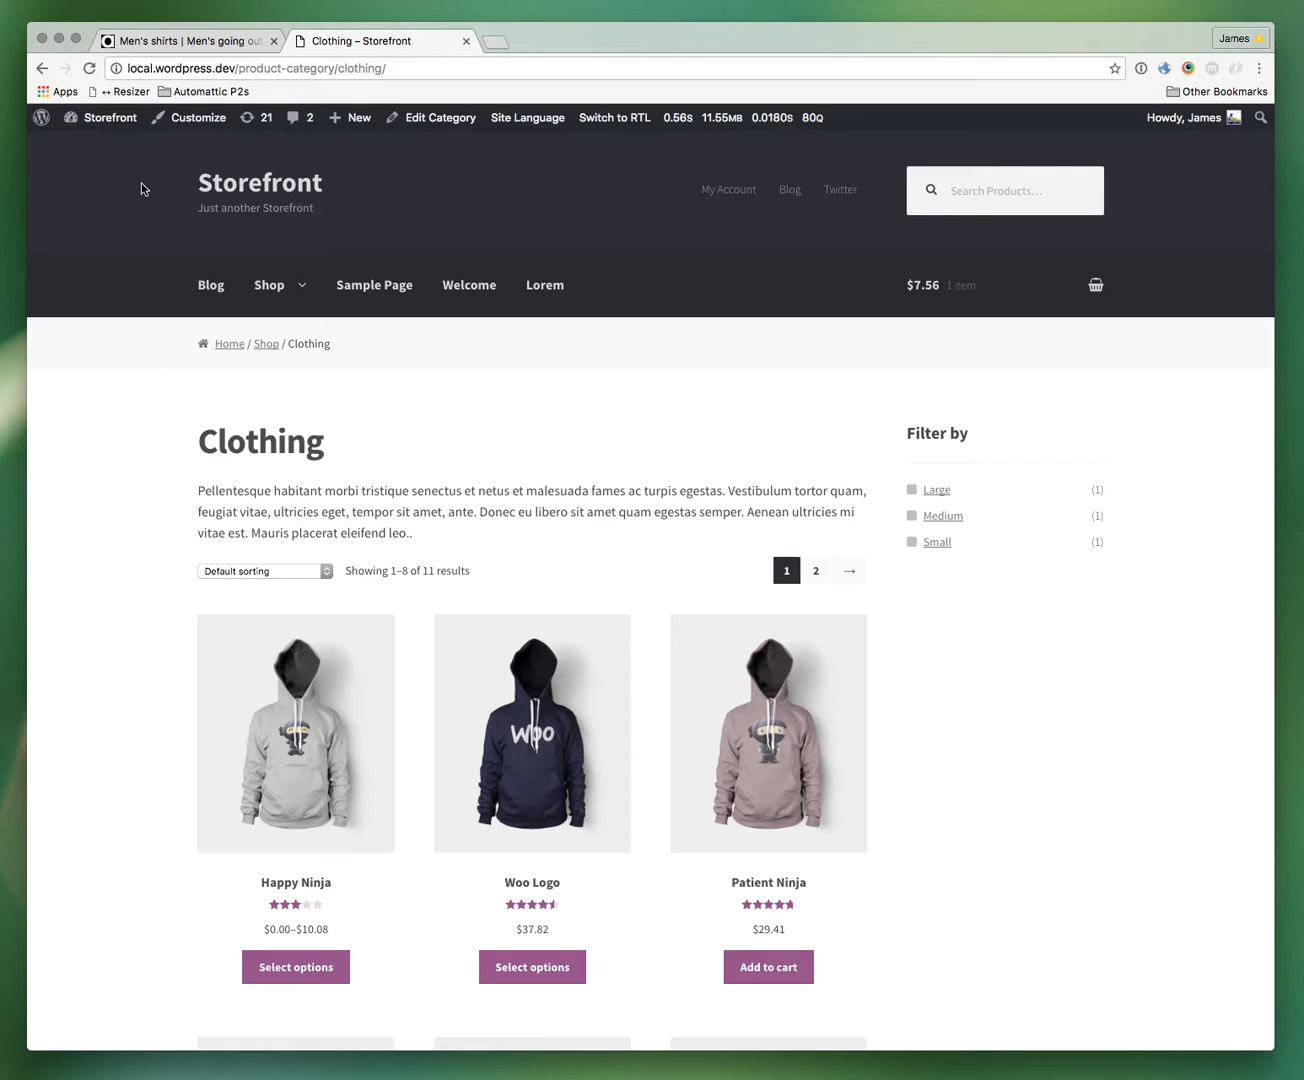 Men's shirts | Men's going out
Clothing – Storefront
James
local.wordpress.dev/product-category/clothing/
Apps
↔ Resizer
Automattic P2s
Other Bookmarks
Storefront
Customize
21
2
New
Edit Category
Site Language
Switch to RTL
0.56S
11.55MB
0.0180S
80Q
Howdy, James
Storefront
Just another Storefront
My Account
Blog
Twitter
Search Products…
Blog
Shop
Sample Page
Welcome
Lorem
$7.56 1 item
Home / Shop / Clothing
Clothing
Pellentesque habitant morbi tristique senectus et netus et malesuada fames ac turpis egestas. Vestibulum tortor quam,
feugiat vitae, ultricies eget, tempor sit amet, ante. Donec eu libero sit amet quam egestas semper. Aenean ultricies mi
vitae est. Mauris placerat eleifend leo..
Default sorting
Showing 1–8 of 11 results
1
2
→
Filter by
Large (1)
Medium (1)
Small (1)
Woo
Happy Ninja
$0.00–$10.08
Select options
Woo Logo
$37.82
Select options
Patient Ninja
$29.41
Add to cart